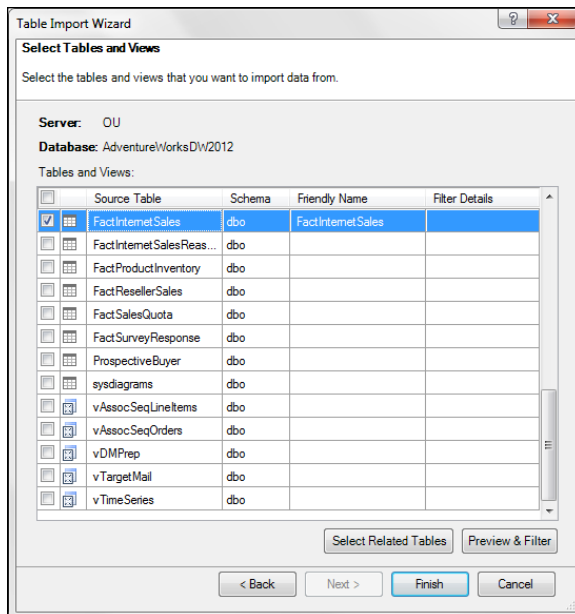 Table Import Wizard
Select Tables and Views
Select the tables and views that you want to import data from.
Server: OU
Database: AdventureWorksDW2012
Tables and Views:
Source Table Schema Friendly Name Filter Details
FactInternetSales dbo FactInternetSales
FactInternetSalesReas... dbo
FactProductInventory dbo
FactResellerSales dbo
FactSalesQuota dbo
FactSurveyResponse dbo
ProspectiveBuyer dbo
sysdiagrams dbo
vAssocSeqLineItems dbo
vAssocSeqOrders dbo
vDMPrep dbo
vTargetMail dbo
vTimeSeries dbo
Select Related Tables Preview & Filter
< Back Next > Finish Cancel